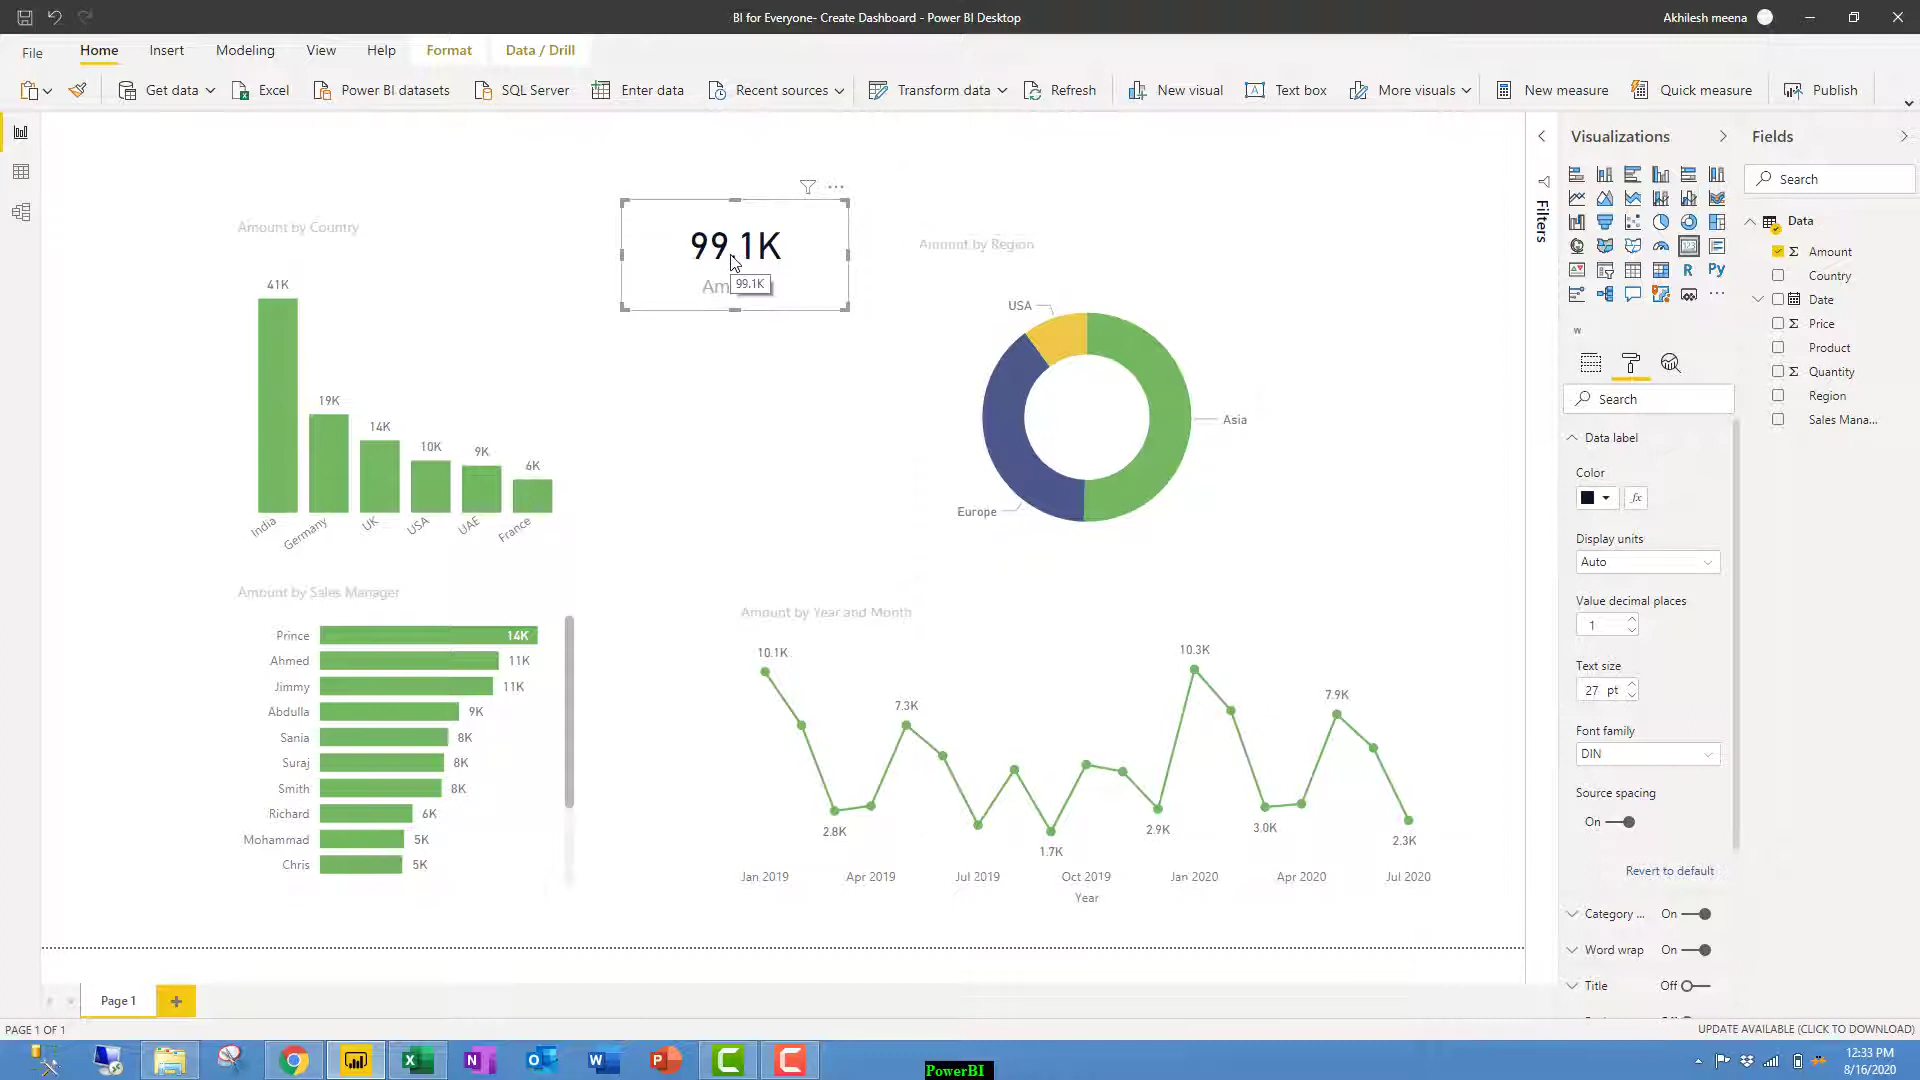 BI for Everyone- Create Dashboard - Power BI Desktop
Akhilesh meena
File
Home
Insert
Modeling
View
Help
Format
Data / Drill
Get data
Excel
Power BI datasets
SQL Server
Enter data
Recent sources
Transform data
Refresh
New visual
Text box
More visuals
New measure
Quick measure
Publish
Amount by Country
41K
19K
14K
10K
9K
6K
India
Germany
UK
USA
UAE
France
99.1K
Am
99.1K
Amount by Region
USA
Asia
Europe
Amount by Sales Manager
Prince 14K
Ahmed 11K
Jimmy 11K
Abdulla 9K
Sania 8K
Suraj 8K
Smith 8K
Richard 6K
Mohammad 5K
Chris 5K
Amount by Year and Month
10.1K
2.8K
7.3K
1.7K
2.9K
10.3K
3.0K
7.9K
2.3K
Jan 2019
Apr 2019
Jul 2019
Oct 2019
Jan 2020
Apr 2020
Jul 2020
Year
Filters
Visualizations
R
Py
Search
Data label
Color
fx
Display units
Auto
Value decimal places
1
Text size
27 pt
Font family
DIN
Source spacing
On
Revert to default
Category ... On
Word wrap On
Title Off
Fields
Search
Data
Amount
Country
Date
Price
Product
Quantity
Region
Sales Mana...
Page 1
PAGE 1 OF 1
UPDATE AVAILABLE (CLICK TO DOWNLOAD)
PowerBI
12:33 PM
8/16/2020